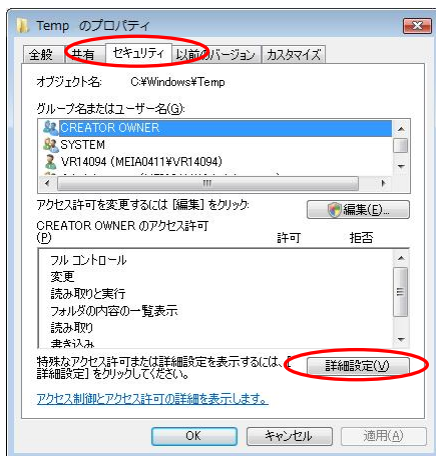 Temp のプロパティ
全般 共有 セキュリティ 以前のバージョン カスタマイズ
オブジェクト名: C:¥Windows¥Temp
グループ名またはユーザー名(G):
CREATOR OWNER
SYSTEM
VR14094 (MEIA0411¥VR14094)
アクセス許可を変更するには [編集] をクリック:
編集(E)...
CREATOR OWNER のアクセス許可
(P) 許可 拒否
フル コントロール
変更
読み取りと実行
フォルダの内容の一覧表示
読み取り
書き込み
特殊なアクセス許可または詳細設定を表示するには、[
詳細設定] をクリックしてください。
詳細設定(V)
アクセス制御とアクセス許可の詳細を表示します。
OK キャンセル 適用(A)